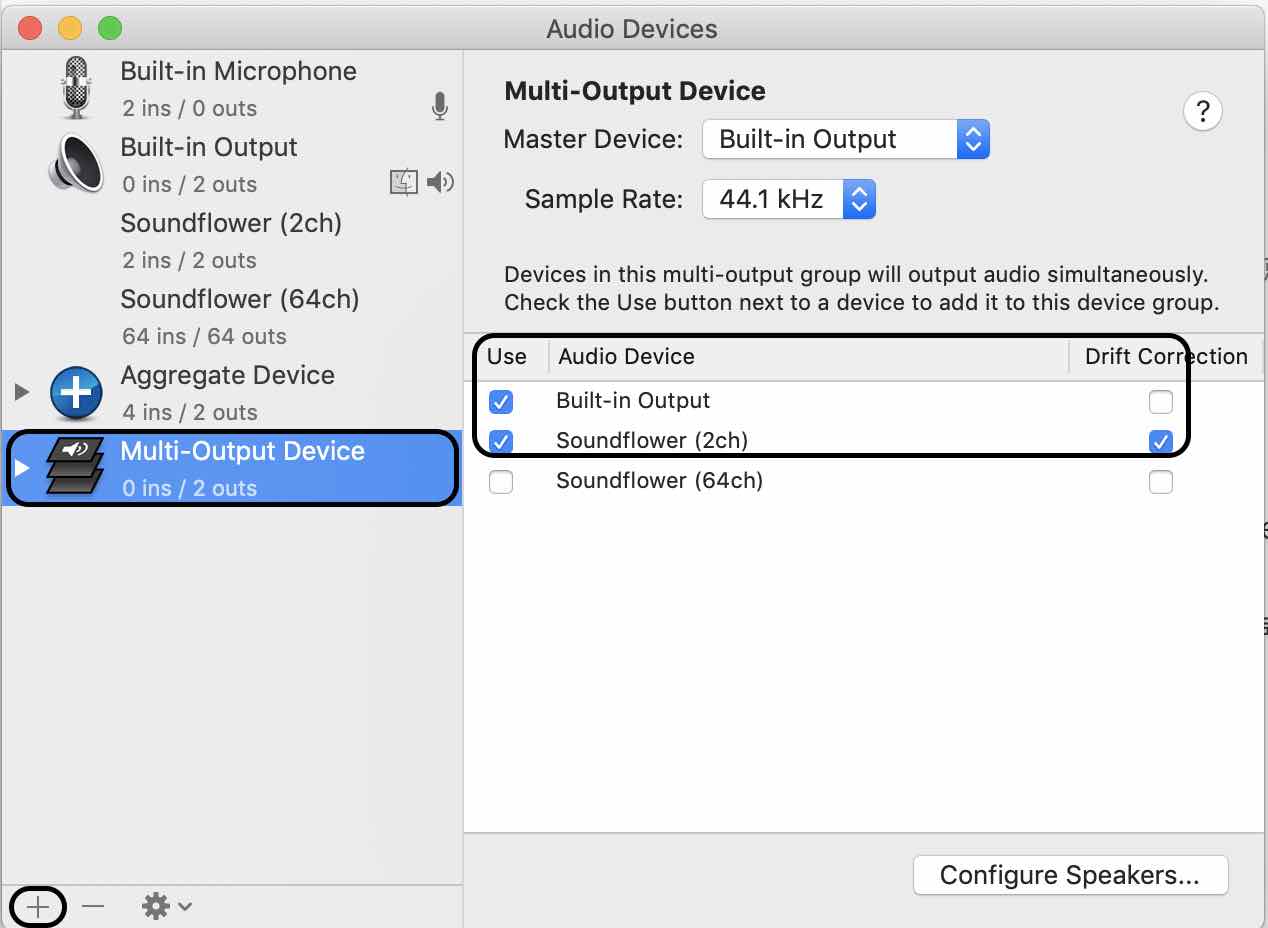 Audio Devices
Built-in Microphone
2 ins / 0 outs
Built-in Output
0 ins / 2 outs
Soundflower (2ch)
2 ins / 2 outs
Soundflower (64ch)
64 ins / 64 outs
Aggregate Device
4 ins / 2 outs
Multi-Output Device
0 ins / 2 outs
Multi-Output Device
?
Master Device: Built-in Output
Sample Rate: 44.1 kHz
Devices in this multi-output group will output audio simultaneously.
Check the Use button next to a device to add it to this device group.
Use Audio Device Drift Correction
Built-in Output
Soundflower (2ch)
Soundflower (64ch)
Configure Speakers...